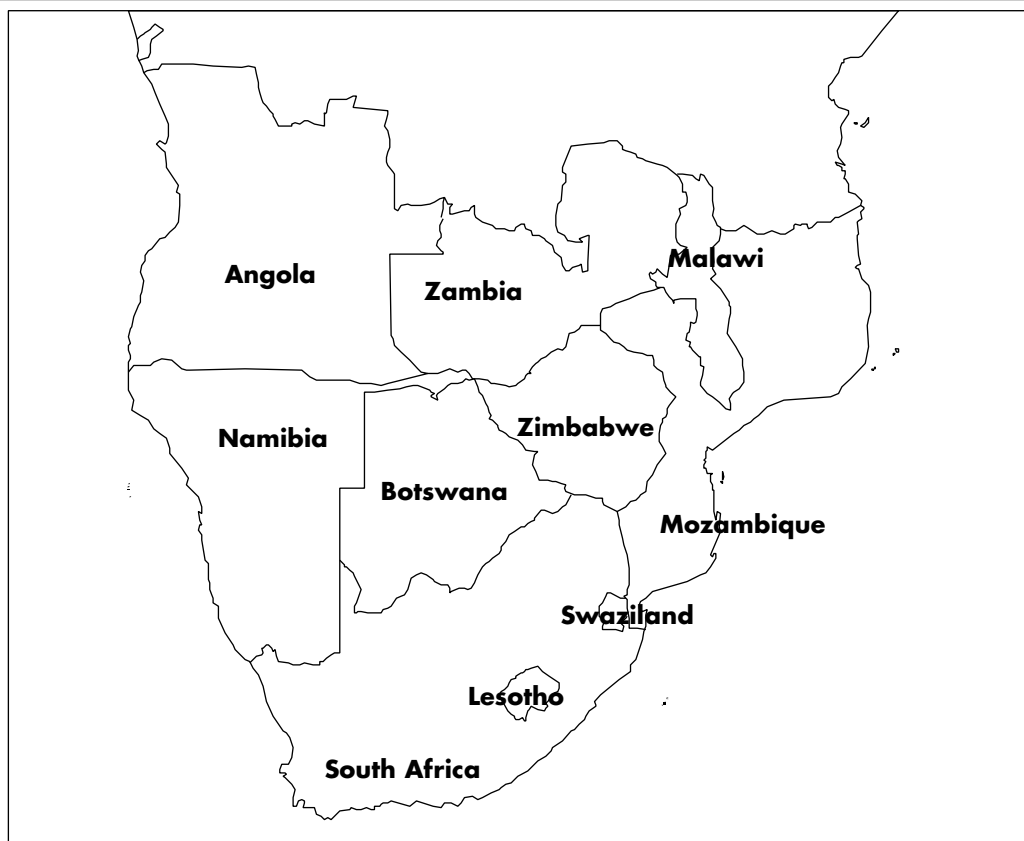 Malawi
Angola
Zambia
Zimbabwe
Namibia
Botswana
Mozambique
Swaziland
Lesotho
South Africa